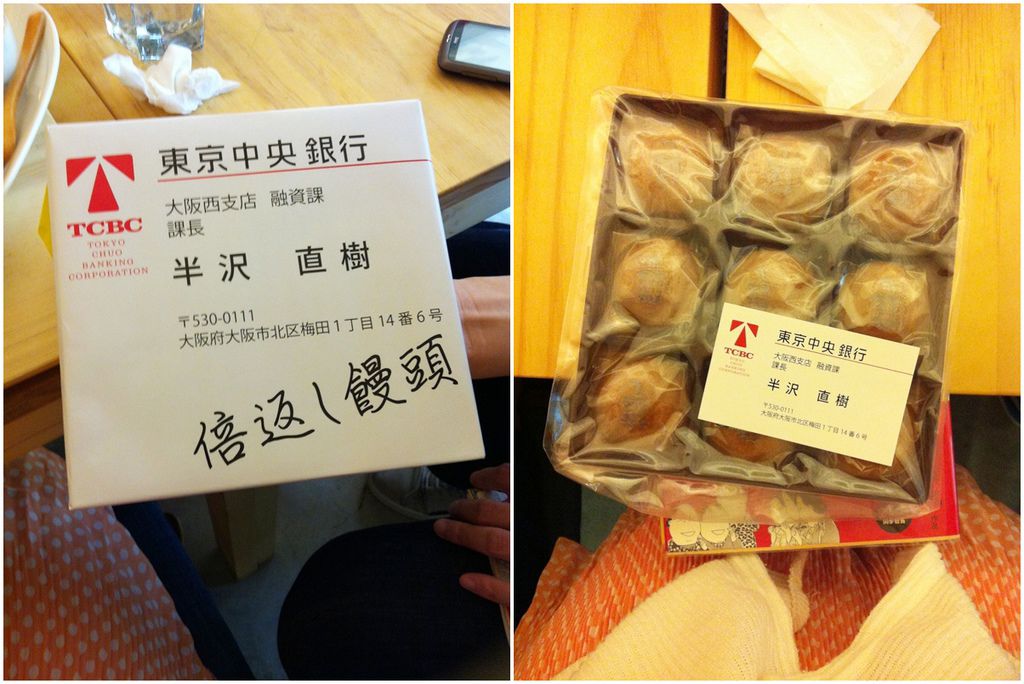 東京中央銀行
TCBC
TOKYO
CHUO
BANKING
CORPORATION
大阪西支店 融資課
課長
半沢 直樹
〒530-0111
大阪府大阪市北区梅田1丁目14番6号
倍返し饅頭
東京中央銀行
TCBC
TOKYO
CHUO
BANKING
CORPORATION
大阪西支店 融資課
課長
半沢 直樹
〒530-0111
大阪府大阪市北区梅田1丁目14番6号